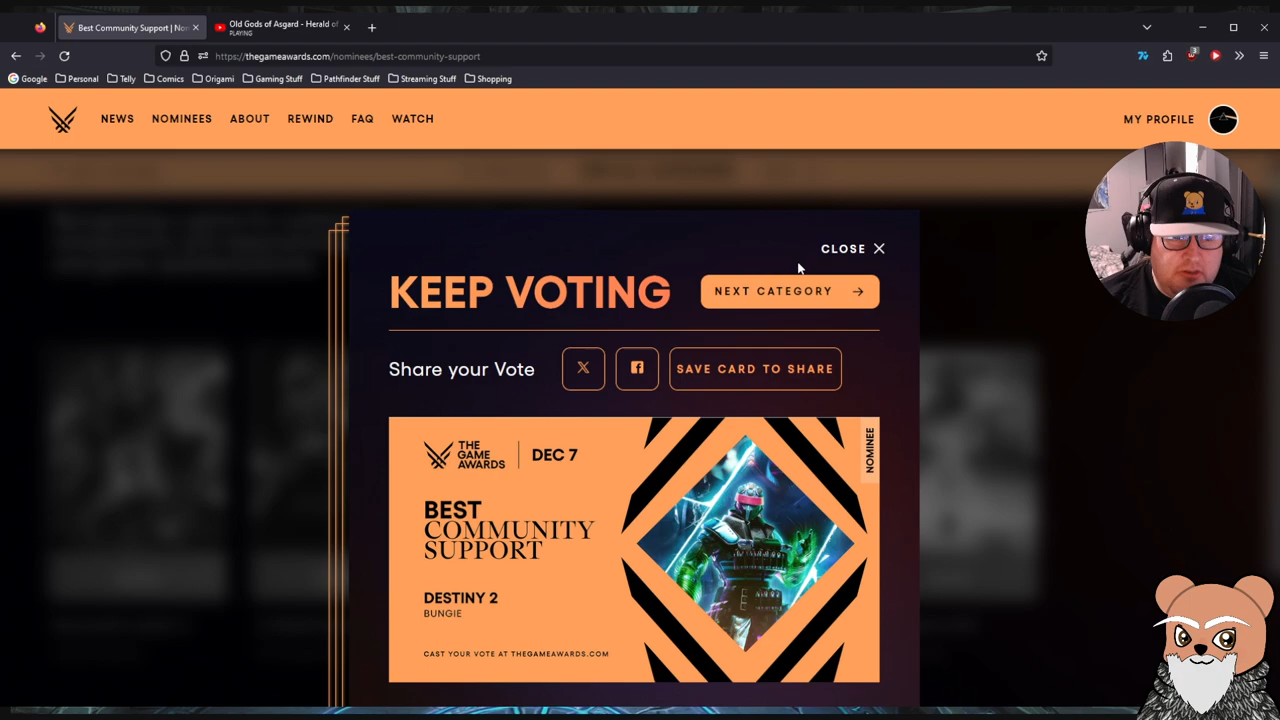 Best Community Support | Nor
Old Gods of Asgard - Herald of
PLAYING
https://thegameawards.com/nominees/best-community-support
3
Google Personal Telly Comics Origami Gaming Stuff Pathfinder Stuff Streaming Stuff Shopping
NEWS NOMINEES ABOUT REWIND FAQ WATCH MY PROFILE
CLOSE
KEEP VOTING
NEXT CATEGORY
Share your Vote
SAVE CARD TO SHARE
THE
GAME
AWARDS
DEC 7
NOMINEE
BEST
COMMUNITY
SUPPORT
DESTINY 2
BUNGIE
CAST YOUR VOTE AT THEGAMEAWARDS.COM